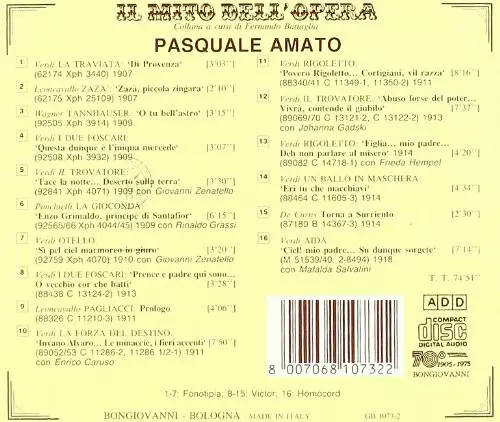 IL MITO DELL'OPERA
Collana a cura di Fernando Battaglia
PASQUALE AMATO
1 Verdi LA TRAVIATA: 'Di Provenza' [3'03'']
(62174 Xph 3440) 1907
2 Leoncavallo ZAZÀ: 'Zazà, piccola zingara' [2'10'']
(62175 Xph 25109) 1907
3 Wagner TANNHAUSER: 'O tu bell'astro' [3'15'']
(92505 Xph 3914) 1909
4 Verdi I DUE FOSCARI:
'Questa dunque è l'iniqua mercede' [3'07'']
(92508 Xph 3932) 1909
5 Verdi IL TROVATORE:
'Tace la notte... Deserto sulla terra' [3'30'']
(92841 Xph 4071) 1909 con Giovanni Zenatello
6 Ponchielli LA GIOCONDA:
'Enzo Grimaldo, principe di Santafior' [6'15'']
(92565/66 Xph 4044/45) 1909 con Rinaldo Grassi
7 Verdi OTELLO
'Sì pel ciel marmoreo io giuro' [3'20'']
(92759 Xph 4070) 1910 con Giovanni Zenatello
8 Verdi I DUE FOSCARI: 'Prence e padre qui sono...
O vecchio cor che batti' [3'28'']
(88438 C 13124-2) 1913
9 Leoncavallo PAGLIACCI: Prologo [4'06'']
(88326 C 11210-3) 1911
10 Verdi LA FORZA DEL DESTINO:
'Invano Alvaro... Le minaccie, i fieri accenti' [7'50'']
(89052/53 C 11286-2, 11286 1/2-1) 1911
con Enrico Caruso
11 Verdi RIGOLETTO:
'Povero Rigoletto... Cortigiani, vil razza' [8'16'']
(88340/41 C 11349-1, 11350-2) 1911
12 Verdi IL TROVATORE: 'Abuso forse del poter...
Vivrà, contende il giubilo' [7'37'']
(89069/70 C 13121-2, C 13122-2) 1913
con Johanna Gadski
13 Verdi RIGOLETTO: 'Figlia... mio padre...
Deh non parlare al misero' 1914 [4'20'']
(89082 C 14718-1) con Frieda Hempel
14 Verdi UN BALLO IN MASCHERA:
'Eri tu che macchiavi' [4'34'']
(88464 C 11605-3) 1914
15 De Curtis Torna a Surriento [2'30'']
(87180 B 14367-3) 1914
16 Verdi AIDA
'Ciel! mio padre... Su dunque sorgete' [7'14'']
(M 51539/40, 2-8494) 1918
con Mafalda Salvatini
T. T. 74'51''
8 007068 107322
ADD
COMPACT
disc
DIGITAL AUDIO
70°
1905-1975
BONGIOVANNI
1-7: Fonotipia, 8-15: Victor, 16: Homocord
BONGIOVANNI - BOLOGNA MADE IN ITALY GB 1073-2